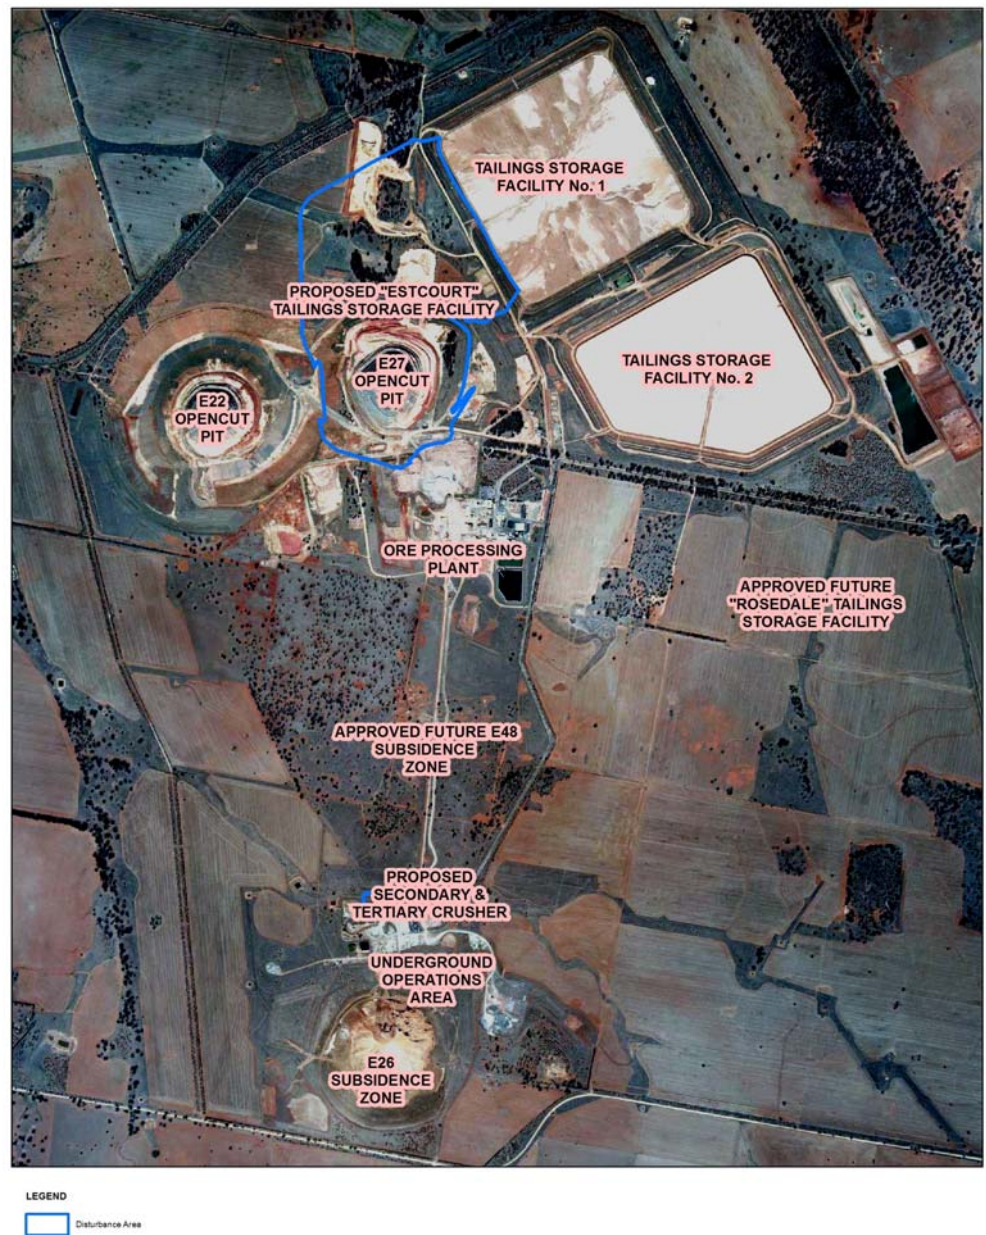 TAILINGS STORAGE
FACILITY No. 1
PROPOSED "ESTCOURT"
TAILINGS STORAGE FACILITY
E27
OPENCUT
PIT
TAILINGS STORAGE
FACILITY No. 2
E22
OPENCUT
PIT
ORE PROCESSING
PLANT
APPROVED FUTURE
"ROSEDALE" TAILINGS
STORAGE FACILITY
APPROVED FUTURE E48
SUBSIDENCE
ZONE
PROPOSED
SECONDARY &
TERTIARY CRUSHER
UNDERGROUND
OPERATIONS
AREA
E26
SUBSIDENCE
ZONE
LEGEND
Disturbance Area